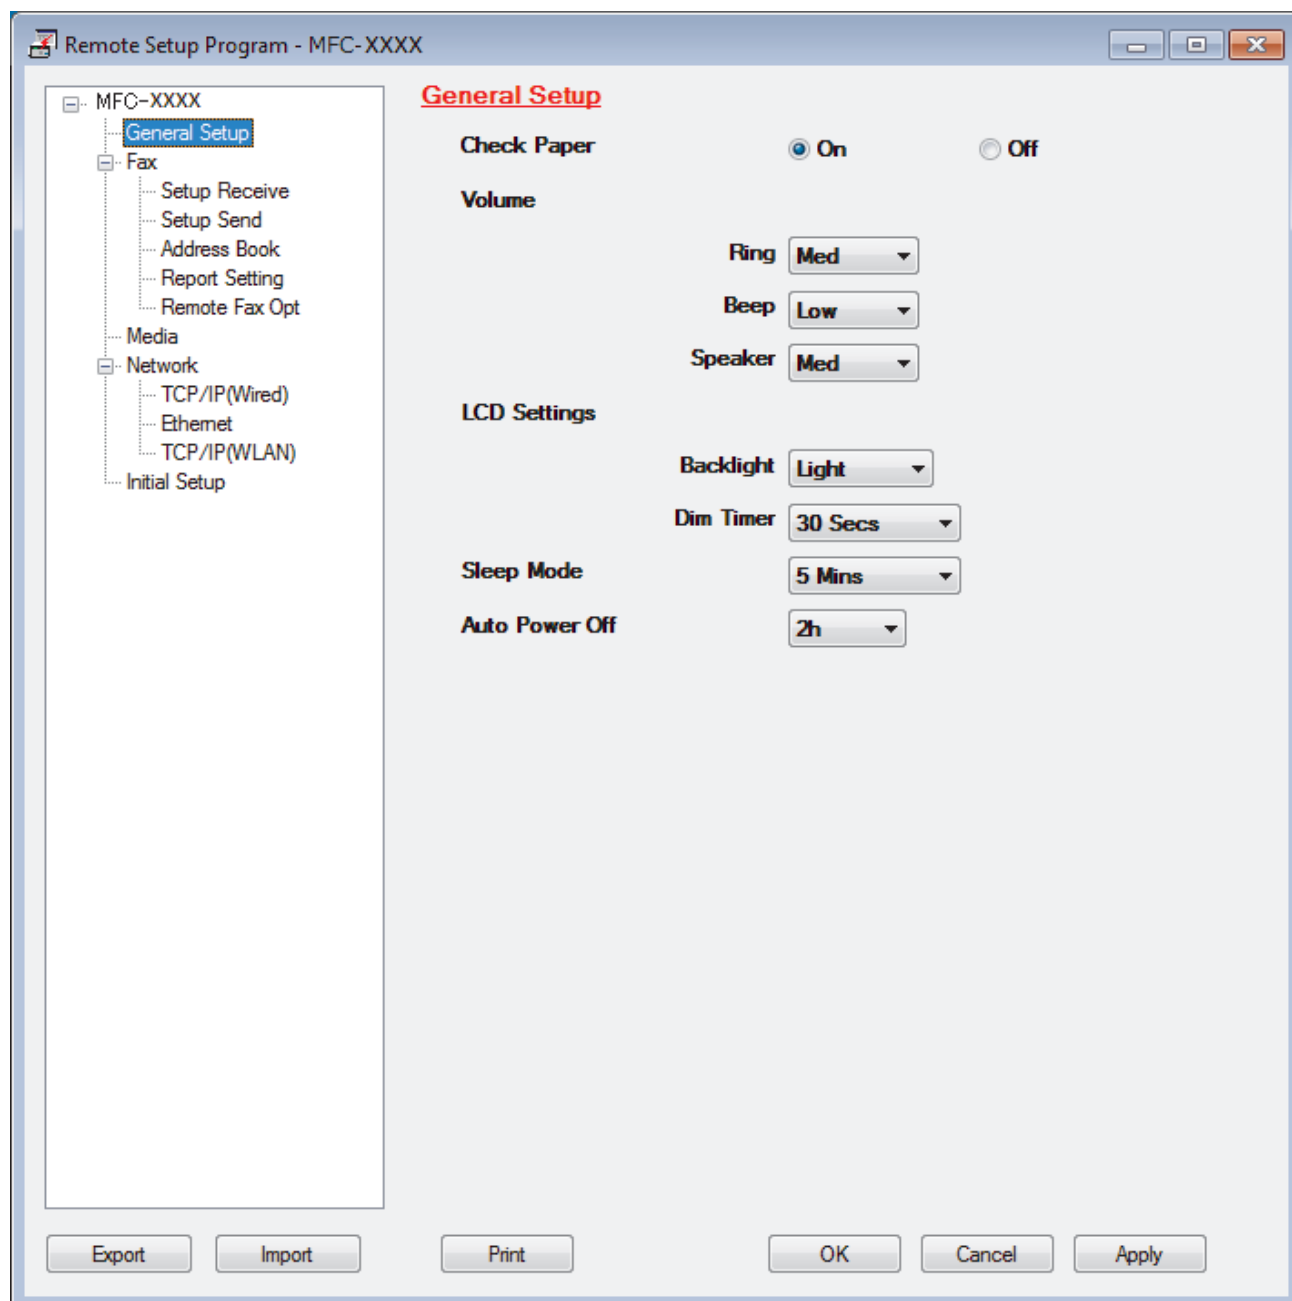 Remote Setup Program - MFC-XXXX
MFC-XXXX
General Setup
Fax
Setup Receive
Setup Send
Address Book
Report Setting
Remote Fax Opt
Media
Network
TCP/IP(Wired)
Ethernet
TCP/IP(WLAN)
Initial Setup
General Setup
Check Paper On Off
Volume
Ring Med
Beep Low
Speaker Med
LCD Settings
Backlight Light
Dim Timer 30 Secs
Sleep Mode 5 Mins
Auto Power Off 2h
Export Import Print OK Cancel Apply